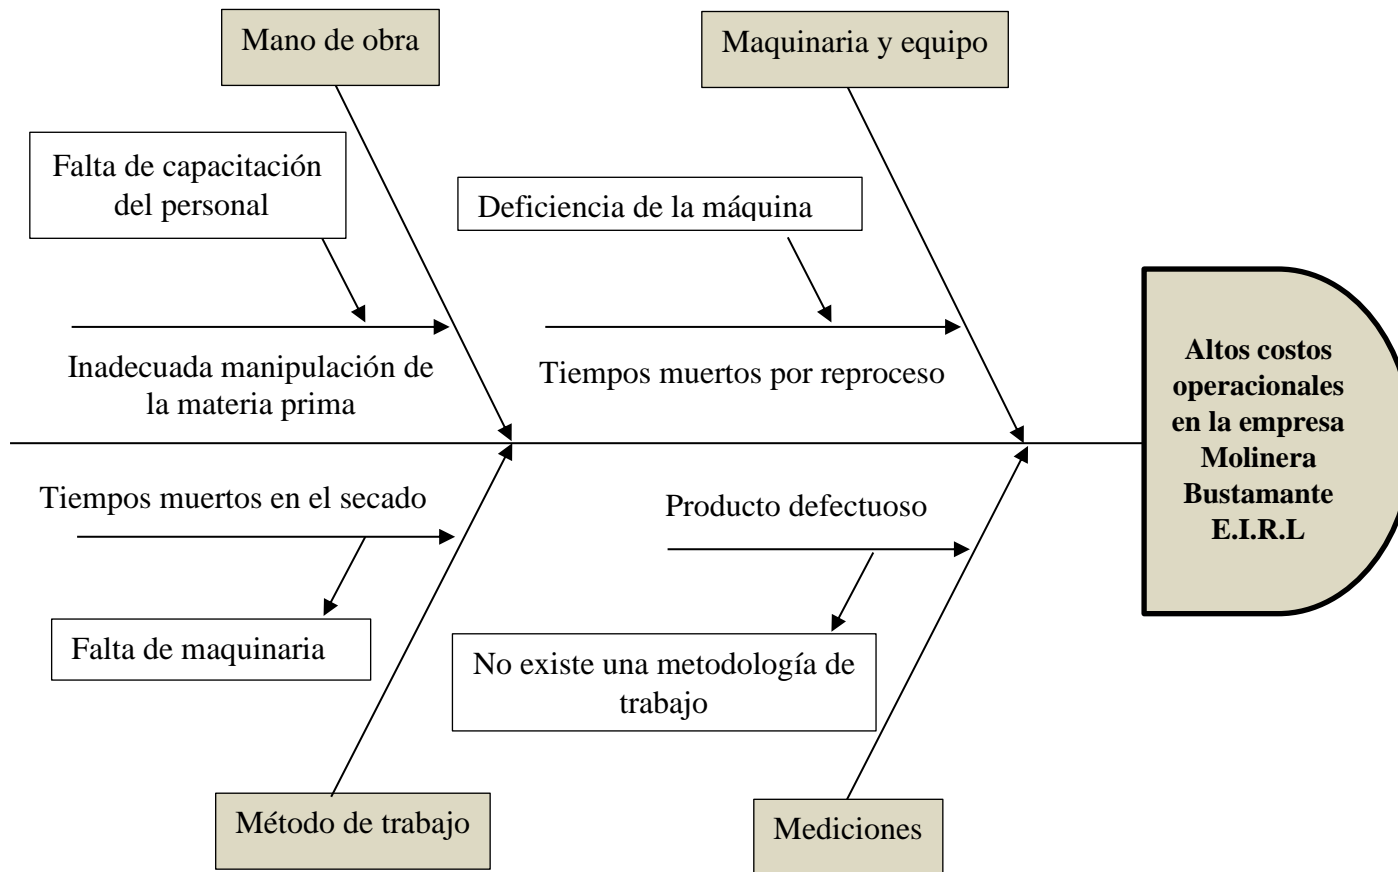 Mano de obra
Maquinaria y equipo
Falta de capacitación
del personal
Deficiencia de la máquina
Inadecuada manipulación de
la materia prima
Tiempos muertos por reproceso
Altos costos
operacionales
en la empresa
Molinera
Bustamante
E.I.R.L
Tiempos muertos en el secado
Producto defectuoso
Falta de maquinaria
No existe una metodología de
trabajo
Método de trabajo
Mediciones